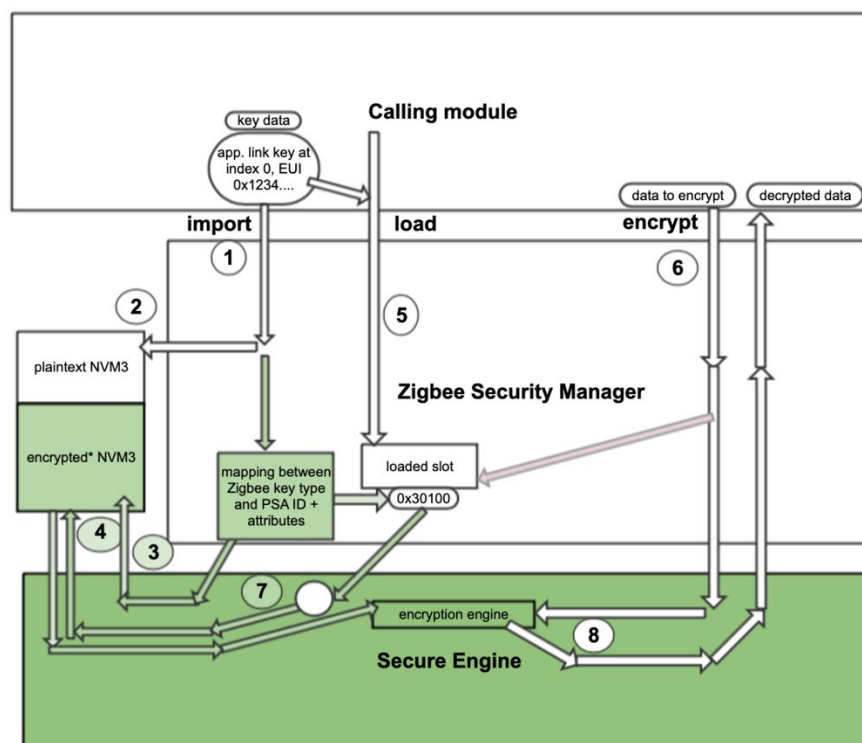 Calling module
key data
app. link key at
index 0, EUI
0x1234....
data to encrypt
decrypted data
import
load
encrypt
1
6
2
5
plaintext NVM3
Zigbee Security Manager
encrypted* NVM3
mapping between
Zigbee key type
and PSA ID +
attributes
loaded slot
0x30100
4
3
7
encryption engine
8
Secure Engine